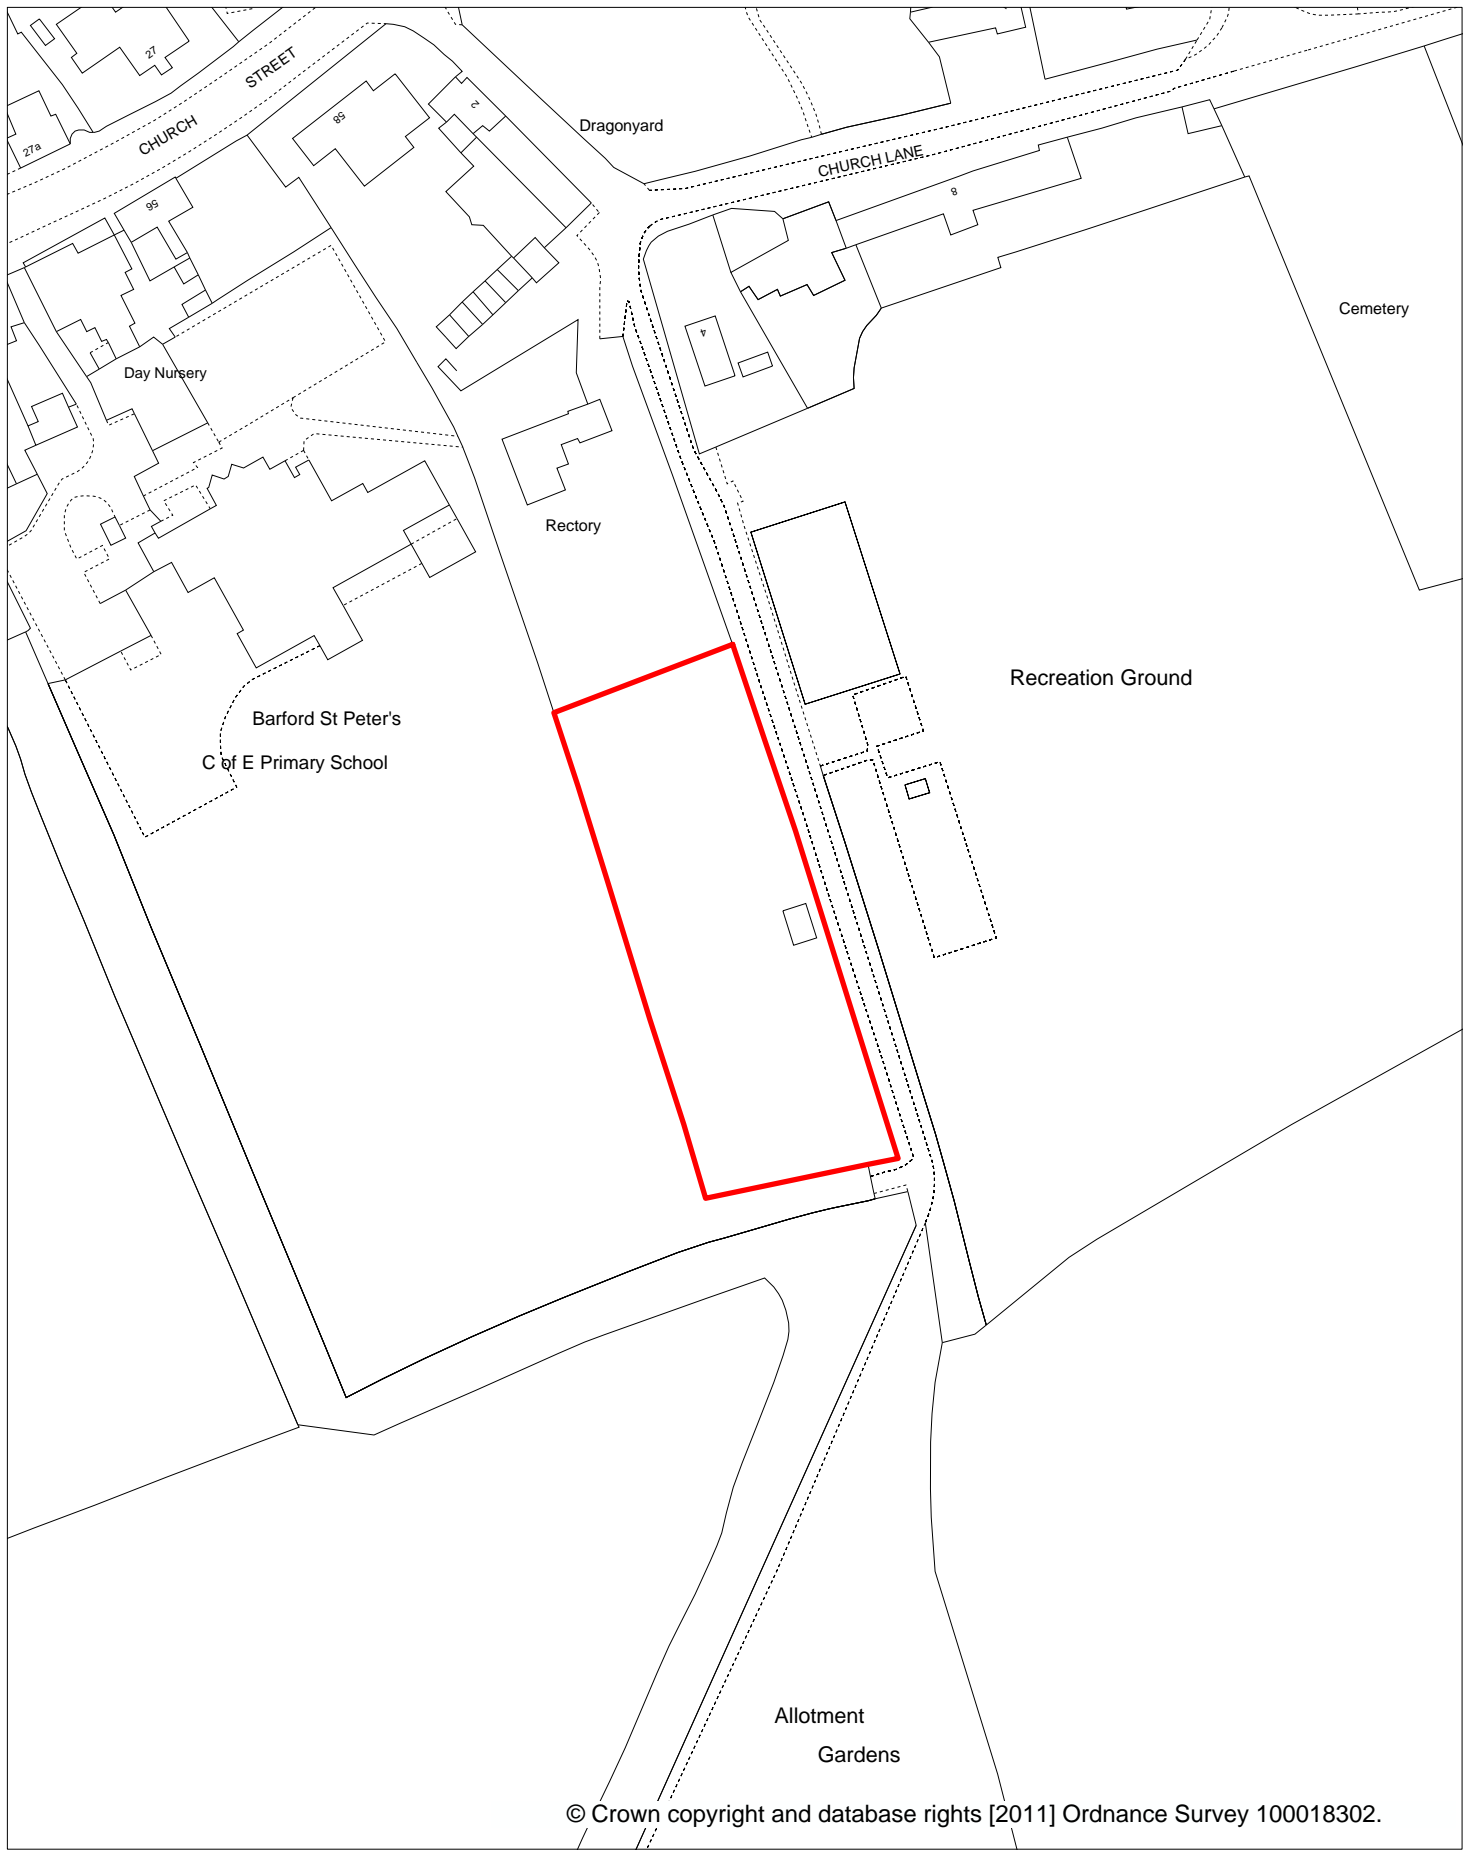 27
STREET
58
2
CHURCH
Dragonyard
27a
CHURCH LANE
8
56
Cemetery
4
Day Nursery
Rectory
Recreation Ground
Barford St Peter's
C of E Primary School
Allotment
Gardens
© Crown copyright and database rights [2011] Ordnance Survey 100018302.